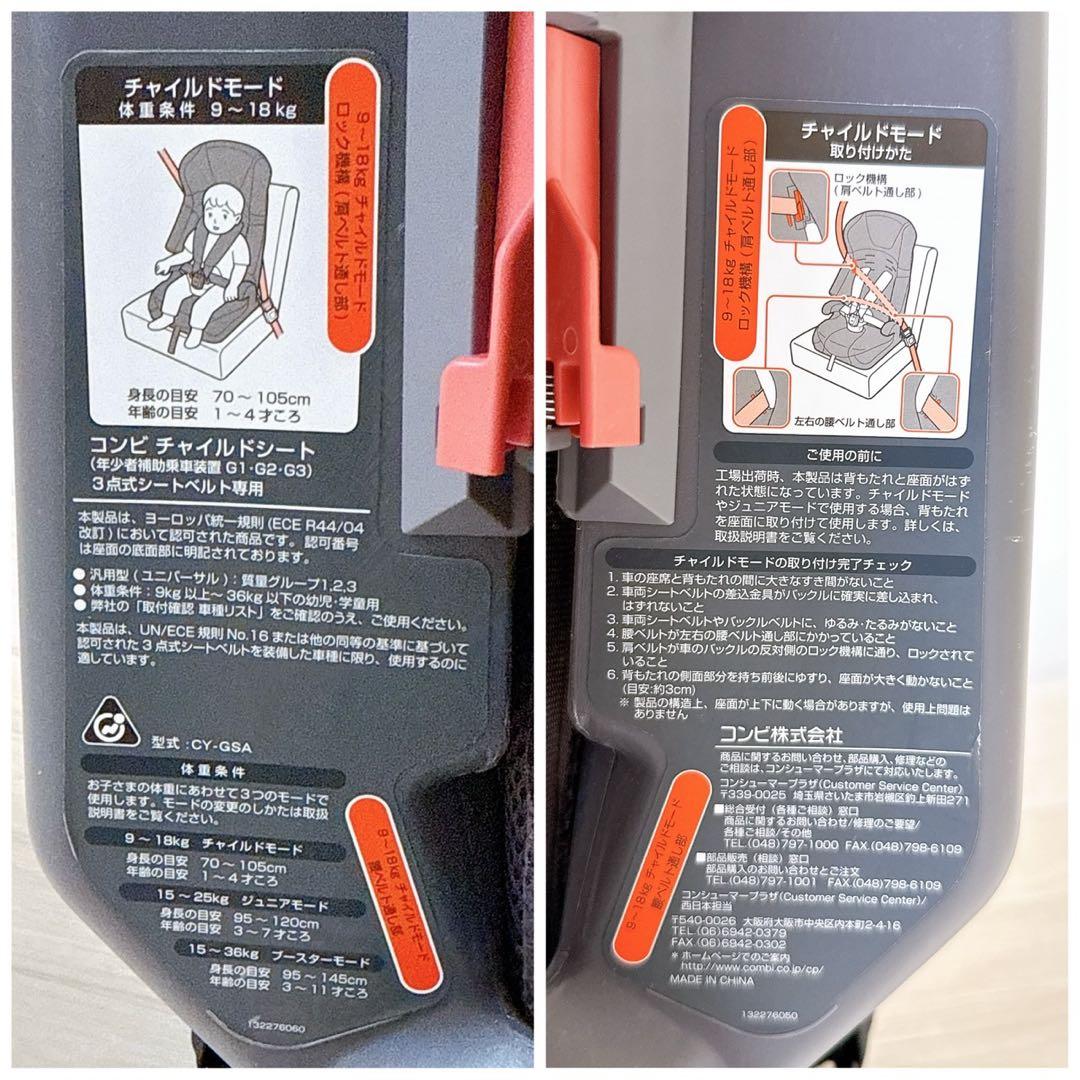 チャイルドモード
体重条件 9～18kg
9～18kg チャイルドモード
ロック機構（肩ベルト通し部）
身長の目安 70～105cm
年齢の目安 1～4才ごろ
コンビ チャイルドシート
(年少者補助乗車装置 G1・G2・G3)
3点式シートベルト専用
本製品は、ヨーロッパ統一規則(ECE R44/04
改訂)において認可された商品です。認可番号
は座面の底面部に明記されております。
● 汎用型(ユニバーサル)：質量グループ1,2,3
● 体重条件：9kg以上～36kg以下の幼児・学童用
● 弊社の「取付確認 車種リスト」をご確認のうえ、ご使用ください。
本製品は、UN/ECE規則No.16または他の同等の基準に基づいて
認可された3点式シートベルトを装備した車種に限り、使用するのに
適しています。
型式：CY-GSA
体重条件
お子さまの体重にあわせて3つのモードで
使用します。モードの変更のしかたは取扱
説明書をご覧ください。
9～18kg チャイルドモード
身長の目安 70～105cm
年齢の目安 1～4才ごろ
15～25kg ジュニアモード
身長の目安 95～120cm
年齢の目安 3～7才ごろ
15～36kg ブースターモード
身長の目安 95～145cm
年齢の目安 3～11才ごろ
9～18kg チャイルドモード
腰ベルト通し部
132276060
9～18kg チャイルドモード
ロック機構（肩ベルト通し部）
チャイルドモード
取り付けかた
ロック機構
(肩ベルト通し部)
左右の腰ベルト通し部
ご使用の前に
工場出荷時、本製品は背もたれと座面がはず
れた状態になっています。チャイルドモード
やジュニアモードで使用する場合、背もたれ
を座面に取り付けて使用します。詳しくは、
取扱説明書をご覧ください。
チャイルドモードの取り付け完了チェック
1. 車の座席と背もたれの間に大きなすき間がないこと
2. 車両シートベルトの差込金具がバックルに確実に差し込まれ、
はずれないこと
3. 車両シートベルトやバックルベルトに、ゆるみ・たるみがないこと
4. 腰ベルトが左右の腰ベルト通し部にかかっていること
5. 肩ベルトが車のバックルの反対側のロック機構に通り、ロックされて
いること
6. 背もたれの側面部分を持ち前後にゆすり、座面が大きく動かないこと
(目安:約3cm)
※ 製品の構造上、座面が上下に動く場合がありますが、使用上問題は
ありません
コンビ株式会社
商品に関するお問い合わせ、部品購入、修理などの
ご相談は、コンシューマープラザにて対応いたします。
コンシューマープラザ(Customer Service Center)
〒339-0025 埼玉県さいたま市岩槻区釣上新田271
■総合受付(各種ご相談)窓口
商品に関するお問い合わせ/修理のご要望/
各種ご相談/その他
TEL.(048)797-1000 FAX.(048)798-6109
■部品販売(相談)窓口
部品購入のお問い合わせとご注文
TEL.(048)797-1001 FAX.(048)798-6109
コンシューマープラザ(Customer Service Center)/
西日本担当
〒540-0026 大阪府大阪市中央区内本町2-4-16
TEL (06)6942-0379
FAX (06)6942-0302
＊ ホームページでのご案内
http://www.combi.co.jp/cp/
MADE IN CHINA
9～18kg チャイルドモード
腰ベルト通し部
132276050